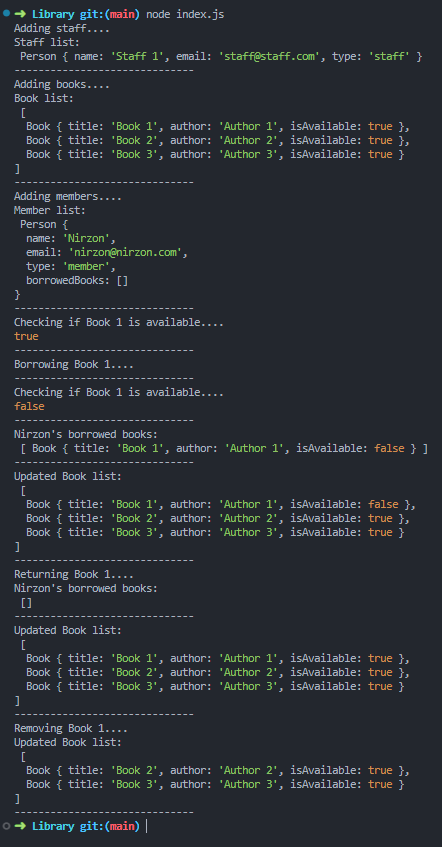 ➜ Library git:(main) node index.js
Adding staff....
Staff list:
 Person { name: 'Staff 1', email: 'staff@staff.com', type: 'staff' }
------------------------------
Adding books....
Book list:
 [
  Book { title: 'Book 1', author: 'Author 1', isAvailable: true },
  Book { title: 'Book 2', author: 'Author 2', isAvailable: true },
  Book { title: 'Book 3', author: 'Author 3', isAvailable: true }
]
------------------------------
Adding members....
Member list:
 Person {
  name: 'Nirzon',
  email: 'nirzon@nirzon.com',
  type: 'member',
  borrowedBooks: []
}
------------------------------
Checking if Book 1 is available....
true
------------------------------
Borrowing Book 1....
------------------------------
Checking if Book 1 is available....
false
------------------------------
Nirzon's borrowed books:
 [ Book { title: 'Book 1', author: 'Author 1', isAvailable: false } ]
------------------------------
Updated Book list:
 [
  Book { title: 'Book 1', author: 'Author 1', isAvailable: false },
  Book { title: 'Book 2', author: 'Author 2', isAvailable: true },
  Book { title: 'Book 3', author: 'Author 3', isAvailable: true }
]
------------------------------
Returning Book 1....
Nirzon's borrowed books:
 []
------------------------------
Updated Book list:
 [
  Book { title: 'Book 1', author: 'Author 1', isAvailable: true },
  Book { title: 'Book 2', author: 'Author 2', isAvailable: true },
  Book { title: 'Book 3', author: 'Author 3', isAvailable: true }
]
------------------------------
Removing Book 1....
Updated Book list:
 [
  Book { title: 'Book 2', author: 'Author 2', isAvailable: true },
  Book { title: 'Book 3', author: 'Author 3', isAvailable: true }
]
------------------------------
➜ Library git:(main)